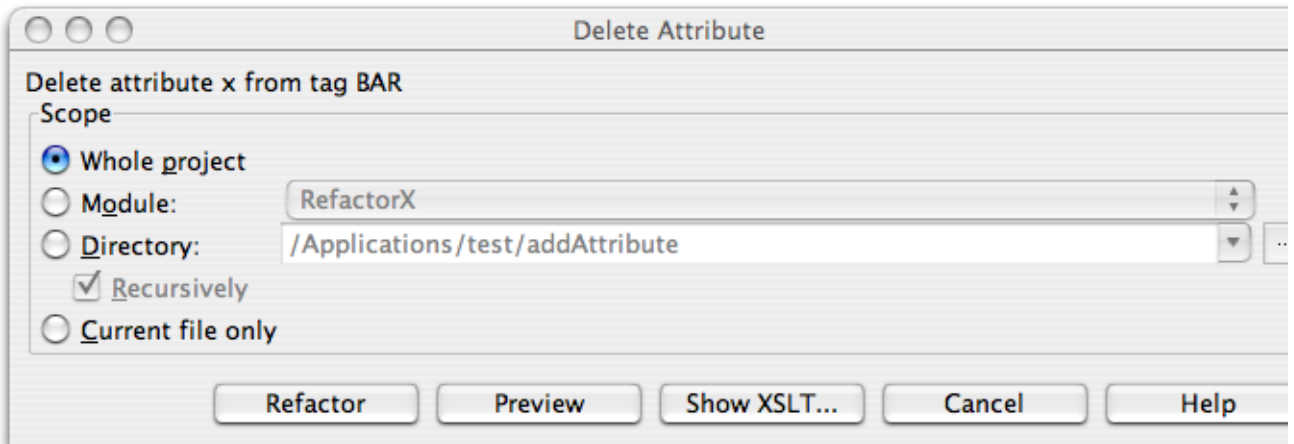 Delete Attribute
Delete attribute x from tag BAR
Scope
Whole project
Module: RefactorX
Directory: /Applications/test/addAttribute ...
Recursively
Current file only
Refactor Preview Show XSLT... Cancel Help